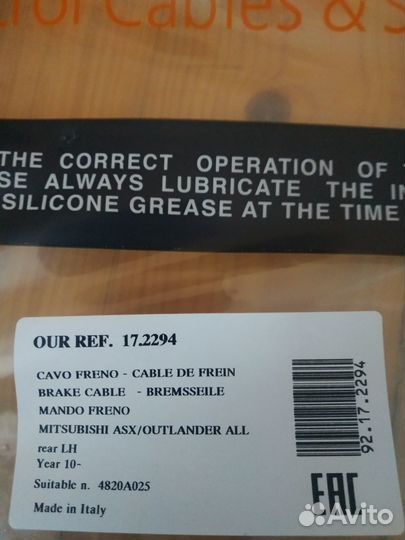 trol Cables & S
THE CORRECT OPERATION OF
SE ALWAYS LUBRICATE THE IN
SILICONE GREASE AT THE TIME
OUR REF. 17.2294
CAVO FRENO - CABLE DE FREIN
BRAKE CABLE - BREMSSEILE
MANDO FRENO
MITSUBISHI ASX/OUTLANDER ALL
rear LH
Year 10-
Suitable n. 4820A025
Made in Italy
92.17.2294
EAC
Avito